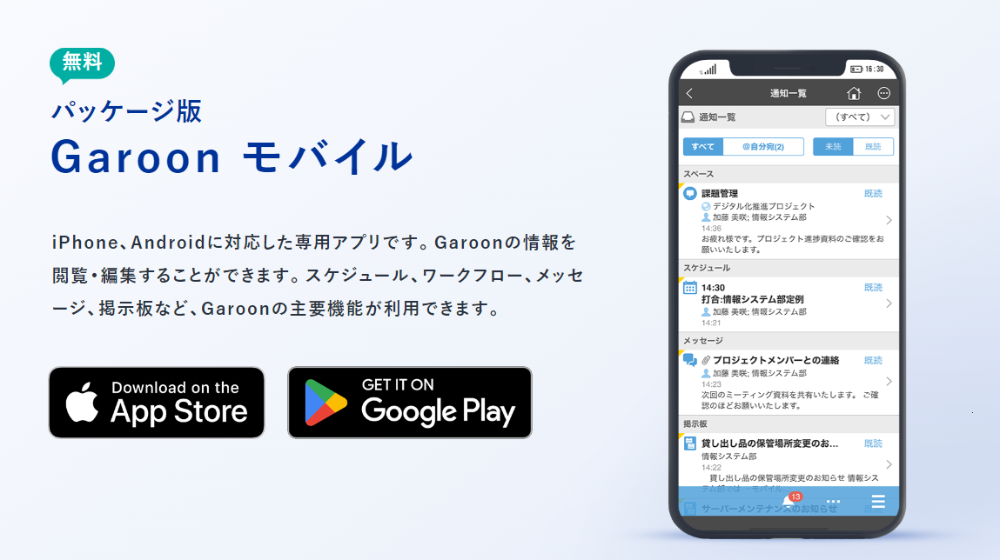 無料
パッケージ版
Garoon モバイル
iPhone、Androidに対応した専用アプリです。Garoonの情報を
閲覧・編集することができます。スケジュール、ワークフロー、メッセ
ージ、掲示板など、Garoonの主要機能が利用できます。
Download on the
App Store
GET IT ON
Google Play
16:30
通知一覧
通知一覧
(すべて)
すべて @自分宛(2) 未読 既読
スペース
課題管理 既読
デジタル化推進プロジェクト
加藤 美咲; 情報システム部
14:36
お疲れ様です。プロジェクト進捗資料のご確認をお
願いいたします。
スケジュール
14:30 既読
打合:情報システム部定例
加藤 美咲; 情報システム部
14:21
メッセージ
プロジェクトメンバーとの連絡 既読
加藤 美咲; 情報システム部
14:23
次回のミーティング資料を共有いたします。 ご確
認のほどお願いいたします。
掲示板
貸し出し品の保管場所変更のお... 既読
情報システム部
14:22
貸し出し品の保管場所変更のお知らせ 情報シス
テム部では ・モバイル...
13
サーバーメンテナンスのお知らせ